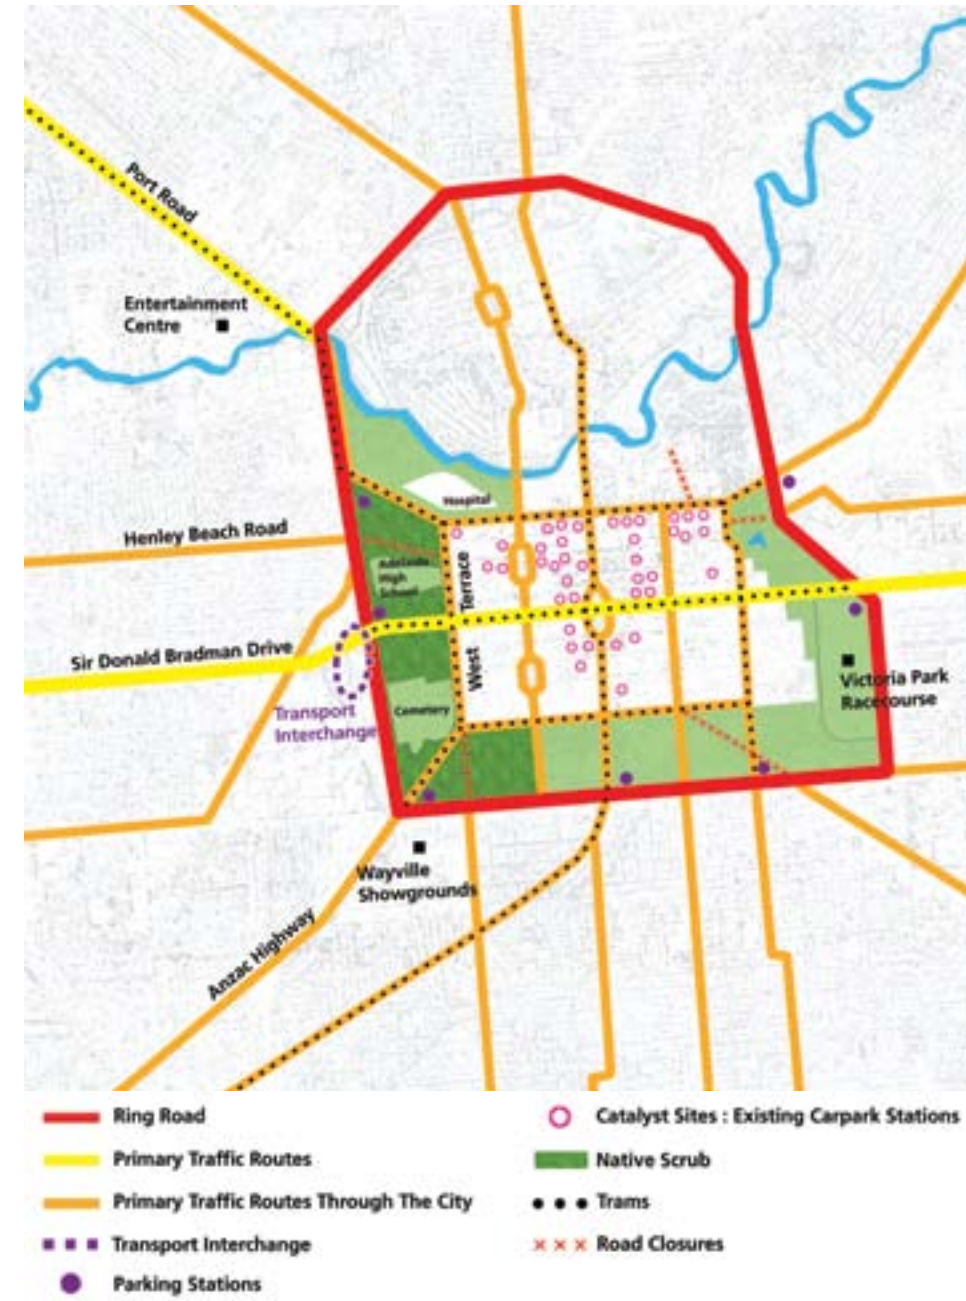 Port Road
Entertainment
Centre
Hospital
Henley Beach Road
Adelaide
High
School
Terrace
West
Sir Donald Bradman Drive
Transport
Interchange
Cemetery
Victoria Park
Racecourse
Wayville
Showgrounds
Anzac Highway
Ring Road
Primary Traffic Routes
Primary Traffic Routes Through The City
Transport Interchange
Parking Stations
Catalyst Sites : Existing Carpark Stations
Native Scrub
Trams
Road Closures